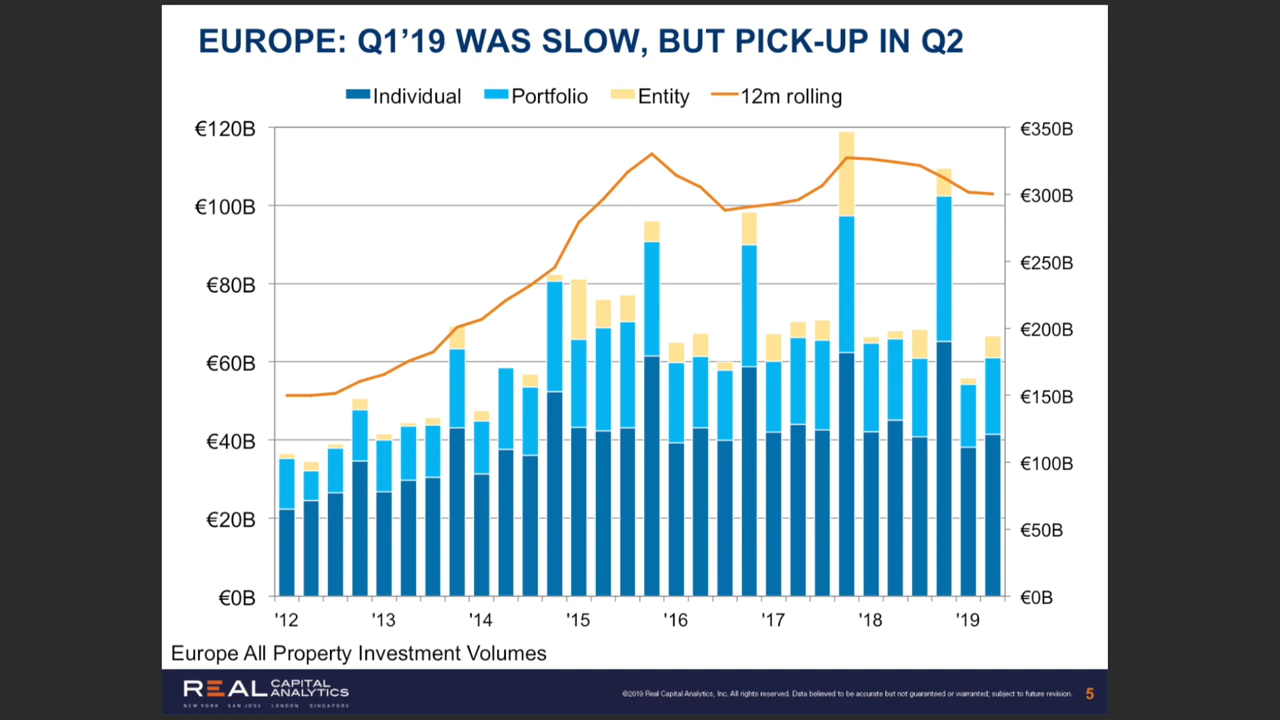 EUROPE: Q1’19 WAS SLOW, BUT PICK-UP IN Q2
Individual Portfolio Entity 12m rolling
€120B €350B
€100B €300B
€80B €250B
€60B €200B
€40B €150B
€20B €100B
€0B €50B
€0B
'12 '13 '14 '15 '16 '17 '18 '19
Europe All Property Investment Volumes
REAL CAPITAL ANALYTICS
NEW YORK SAN JOSE LONDON SINGAPORE
©2019 Real Capital Analytics, Inc. All rights reserved. Data believed to be accurate but not guaranteed or warranted; subject to future revision. 5